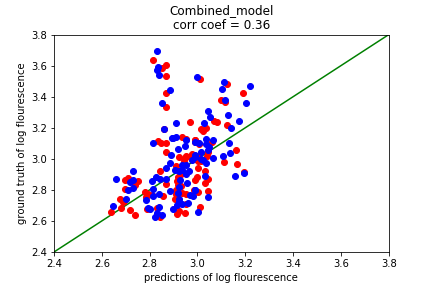 Combined_model
corr coef = 0.36
3.8
3.6
3.4
3.2
3.0
2.8
2.6
2.4
ground truth of log flourescence
2.4 2.6 2.8 3.0 3.2 3.4 3.6 3.8
predictions of log flourescence